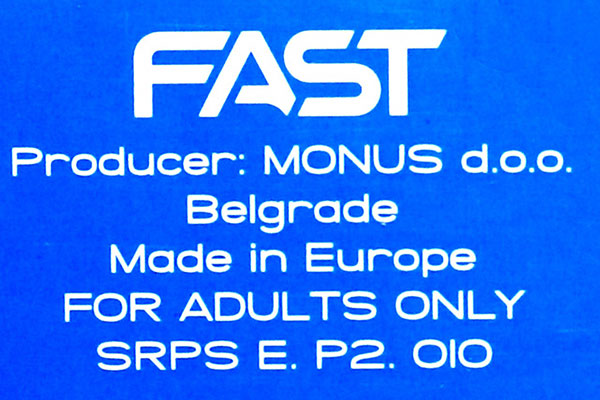 FAST
Producer: MONUS d.o.o.
Belgrade
Made in Europe
FOR ADULTS ONLY
SRPS E. P2. 010